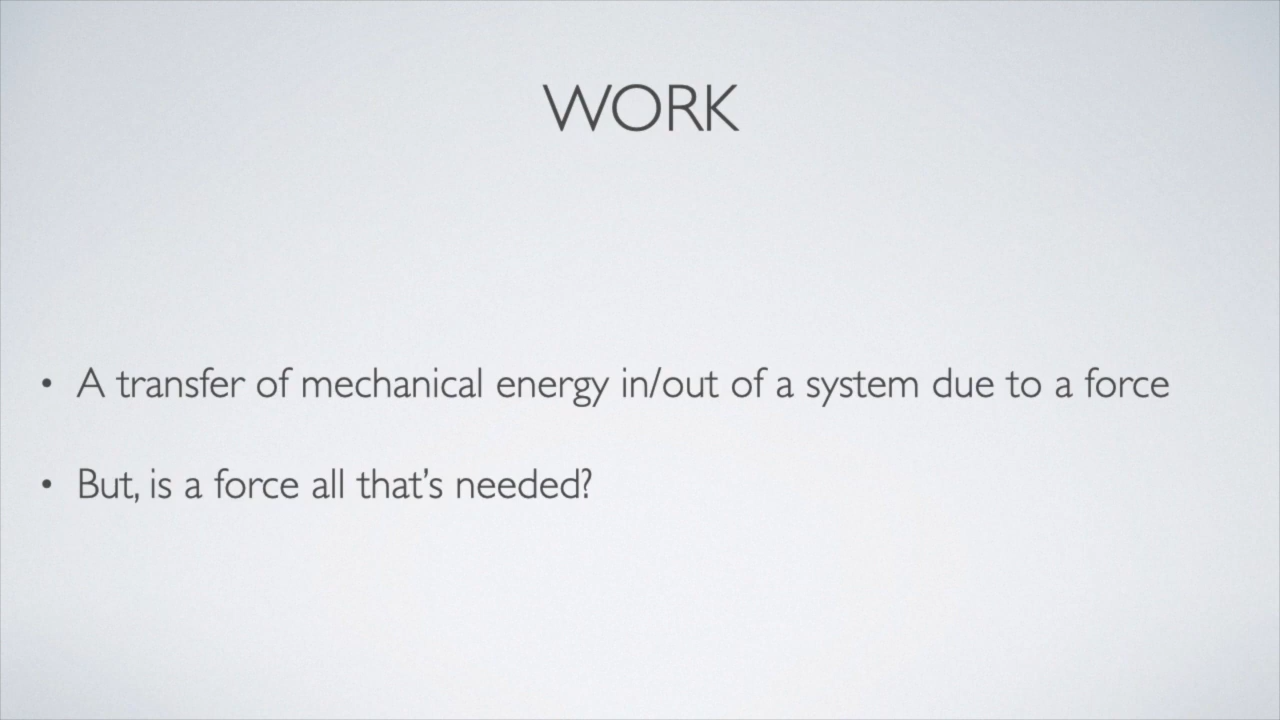 WORK
• A transfer of mechanical energy in/out of a system due to a force
• But, is a force all that’s needed?